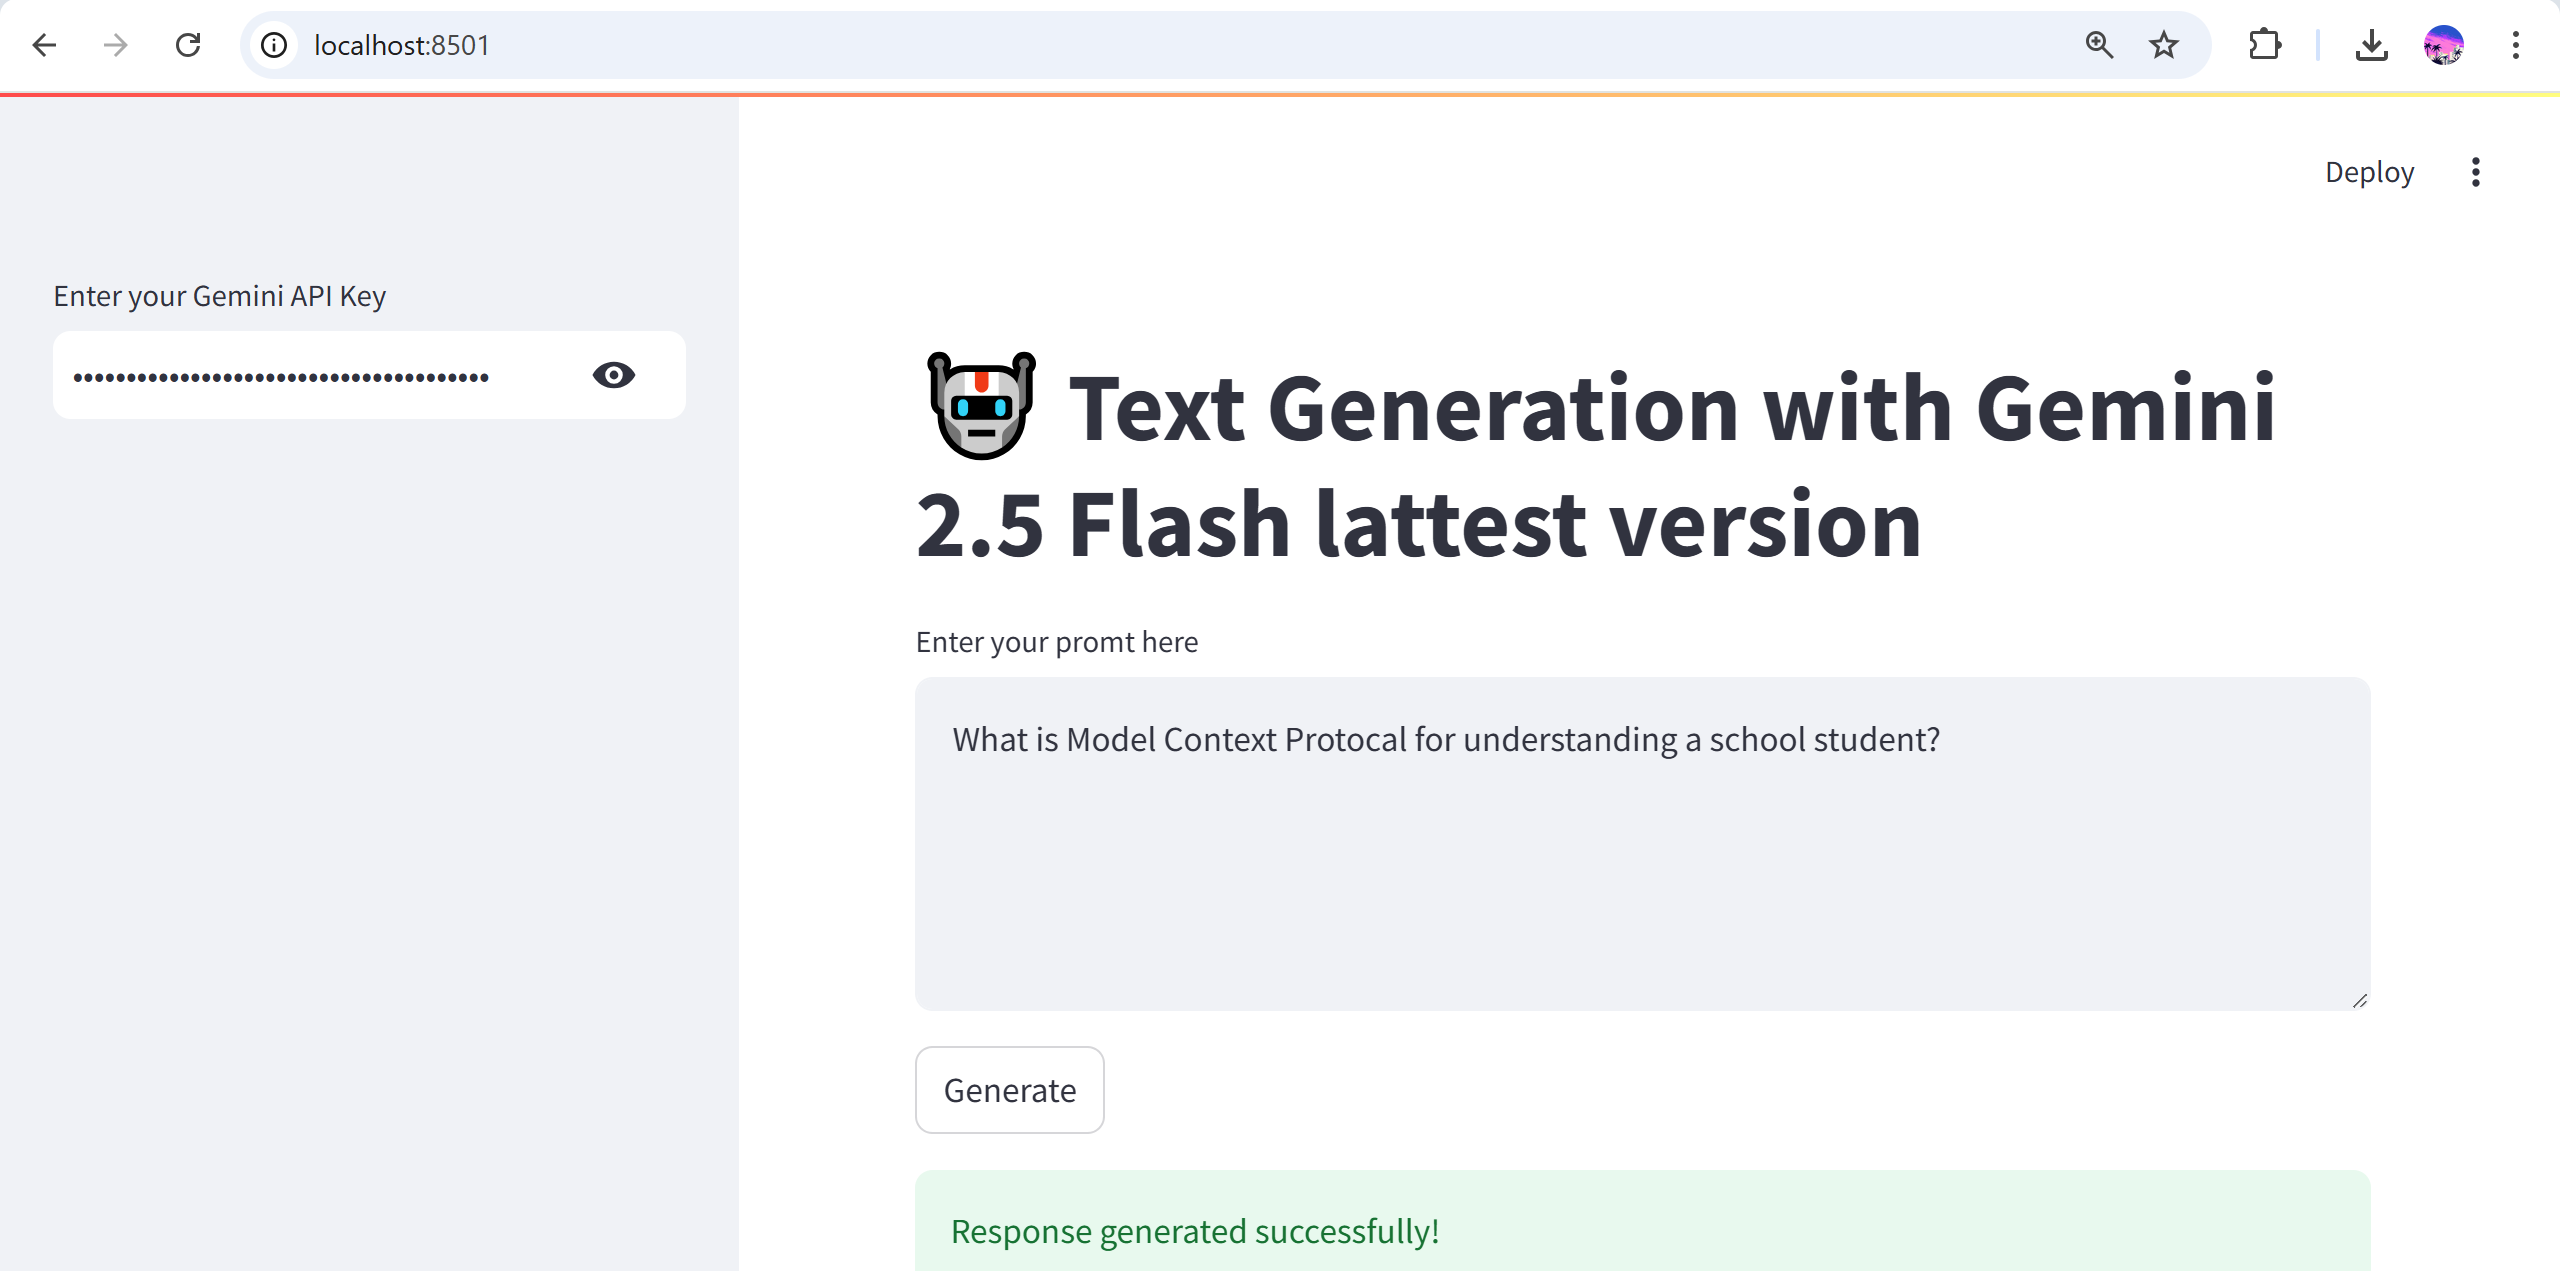 localhost:8501
Deploy
Enter your Gemini API Key
••••••••••••••••••••••••••••••••••••••••
Text Generation with Gemini
2.5 Flash lattest version
Enter your promt here
What is Model Context Protocal for understanding a school student?
Generate
Response generated successfully!